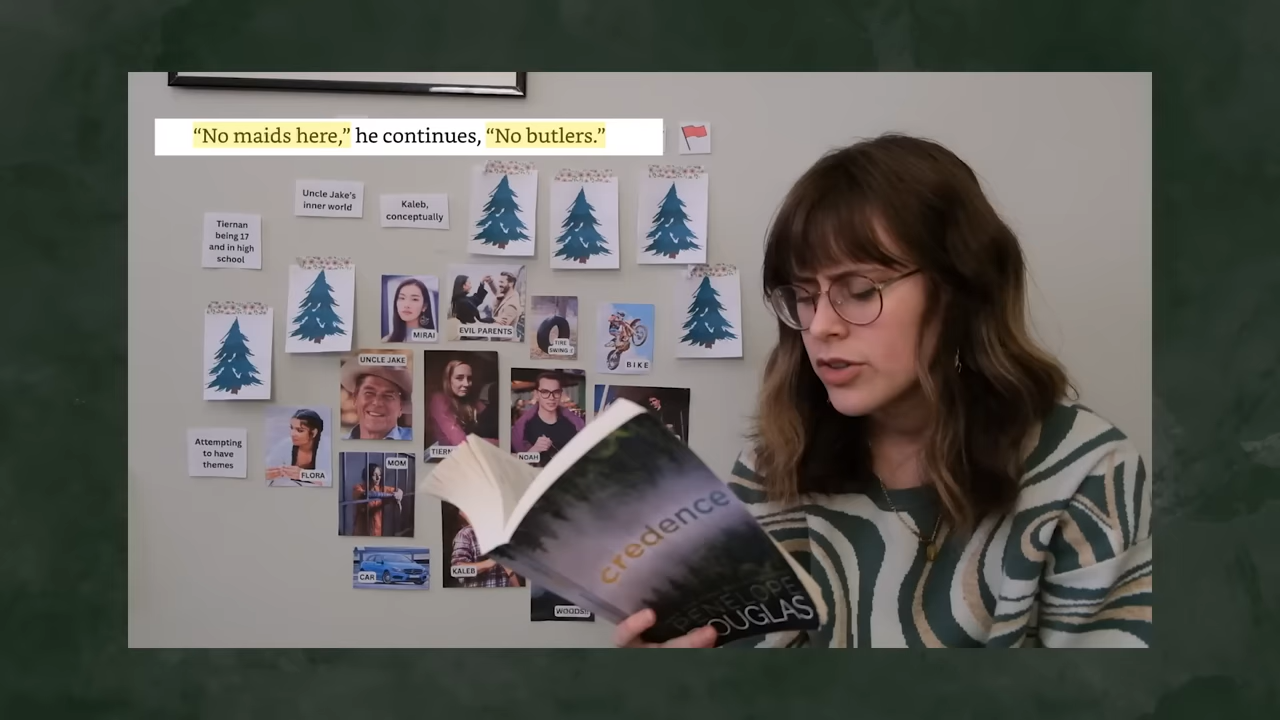 “No maids here,” he continues, “No butlers.”
Uncle Jake's
inner world
Kaleb,
conceptually
Tiernan
being 17
and in high
school
MIRAI
EVIL PARENTS
TIRE
SWING :)
BIKE
UNCLE JAKE
NOAH
Attempting
to have
themes
FLORA
MOM
CAR
KALEB
WOODS!!
credence
PENELOPE
DOUGLAS